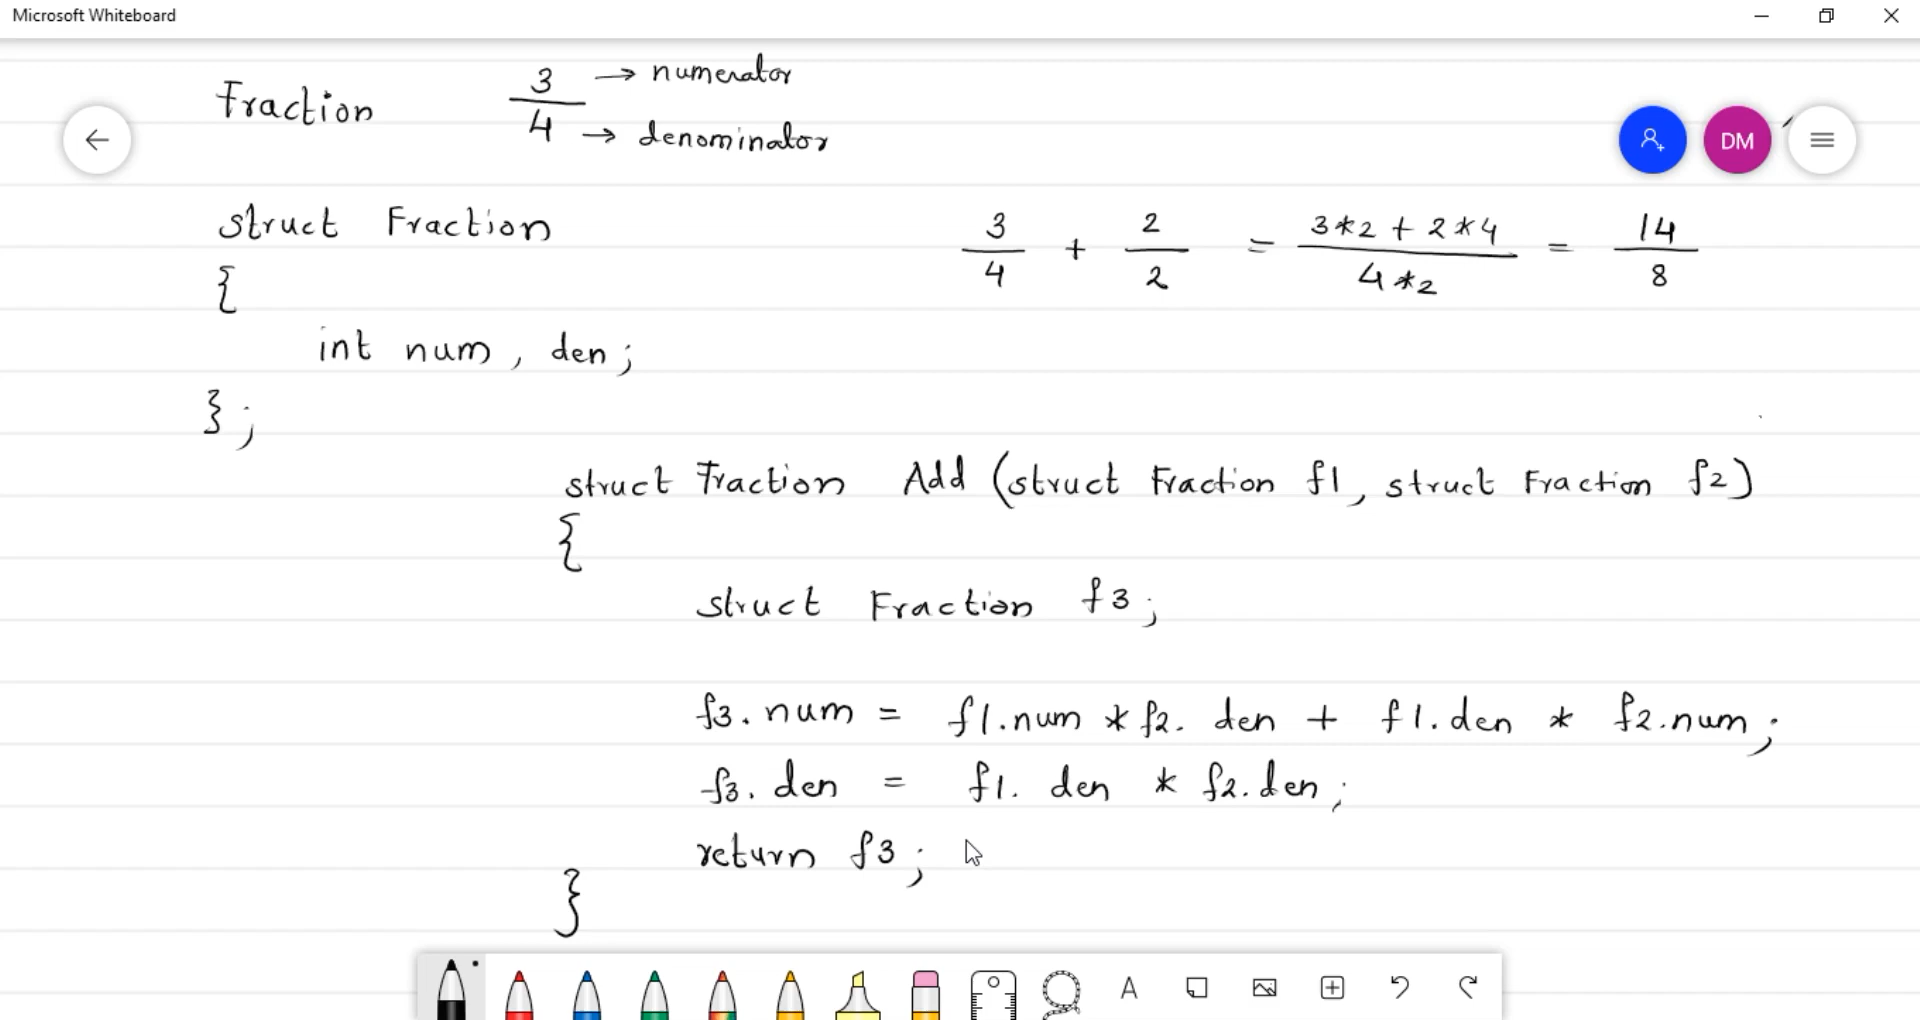 Microsoft Whiteboard
Fraction 3/4 → numerator
→ denominator
DM
struct Fraction
{
int num, den;
};
3/4 + 2/2 = (3*2 + 2*4)/(4*2) = 14/8
struct Fraction Add (struct Fraction f1, struct Fraction f2)
{
struct Fraction f3;
f3.num = f1.num * f2.den + f1.den * f2.num;
f3.den = f1.den * f2.den;
return f3;
}
A